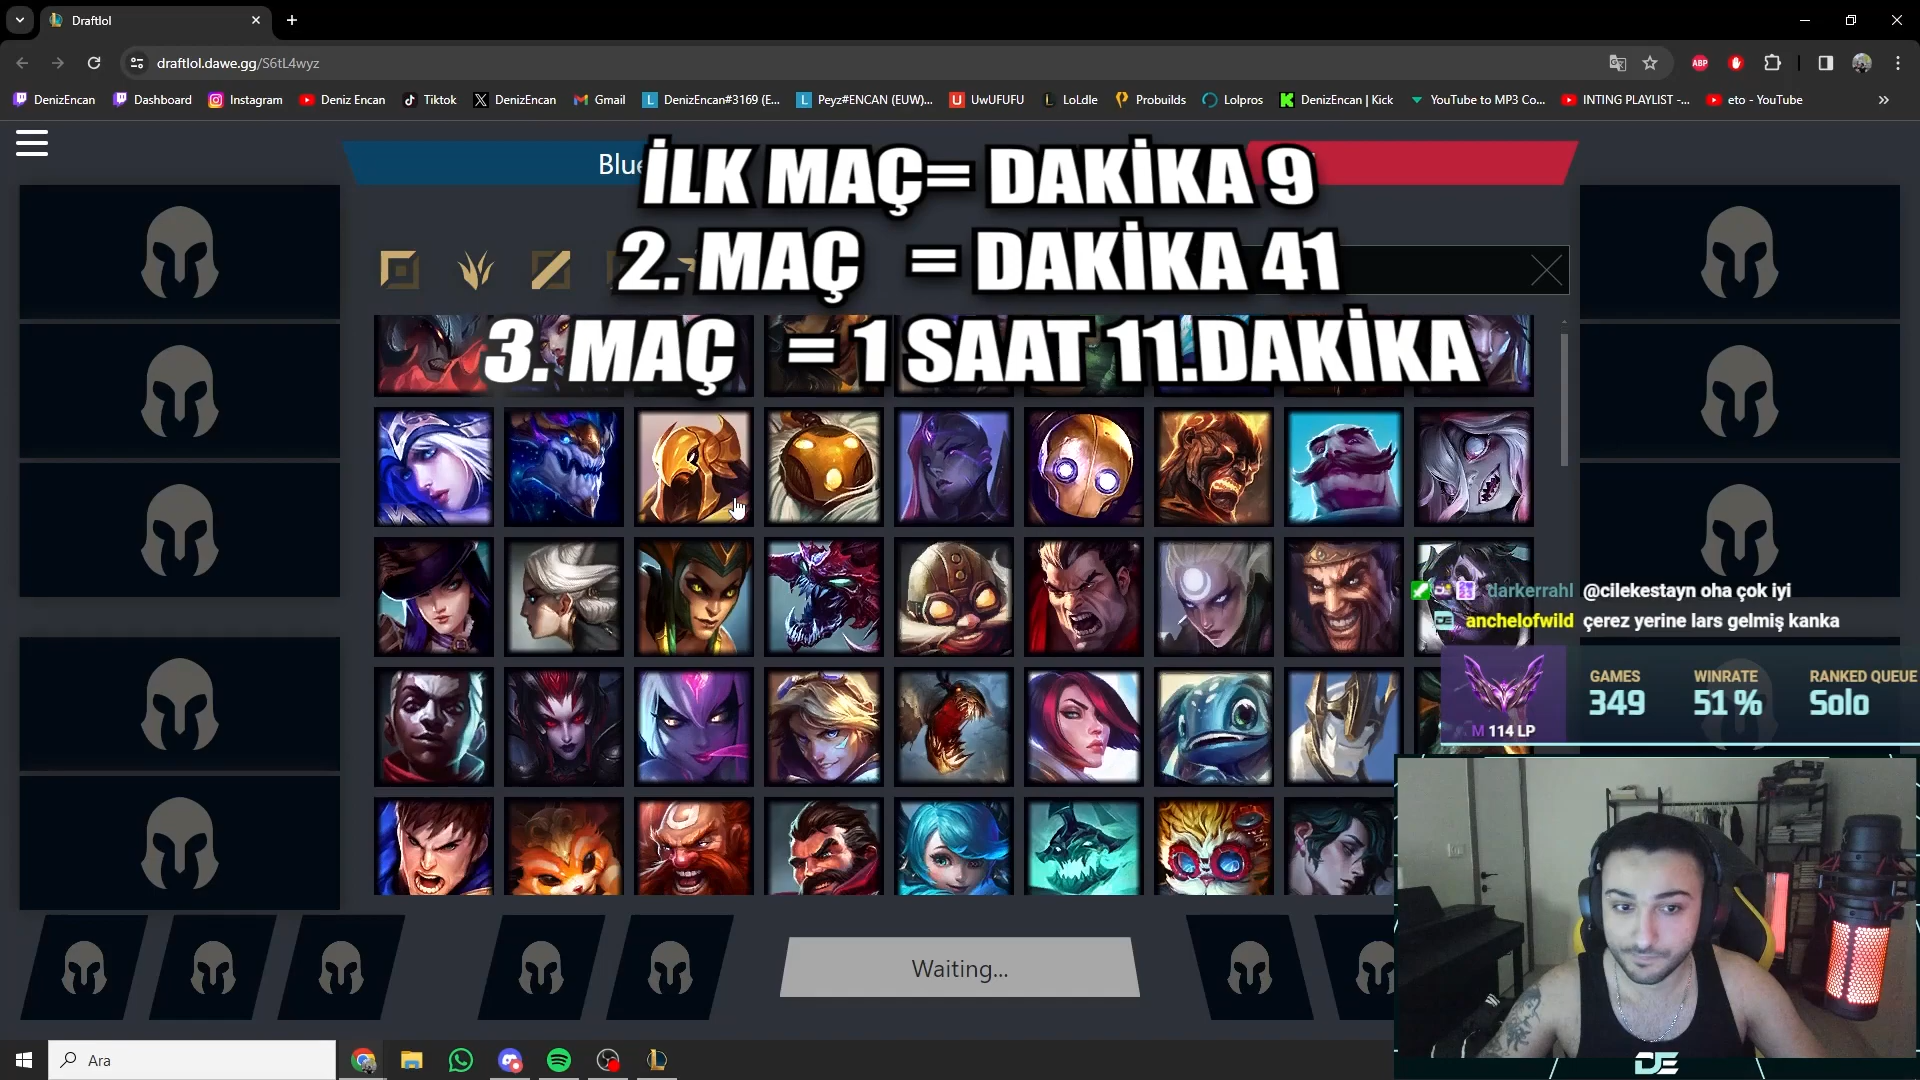 Draftlol
draftlol.dawe.gg/S6tL4wyz
ABP
DenizEncan Dashboard Instagram Deniz Encan Tiktok DenizEncan Gmail DenizEncan#3169 (E... Peyz#ENCAN (EUW)... UwUFUFU LoLdle Probuilds Lolpros DenizEncan | Kick YouTube to MP3 Co... INTING PLAYLIST -... eto - YouTube
Blue
İLK MAÇ= DAKİKA 9
2. MAÇ = DAKİKA 41
3. MAÇ = 1 SAAT 11.DAKİKA
darkerrahl @cilekestayn oha çok iyi
anchelofwild çerez yerine lars gelmiş kanka
GAMES WINRATE RANKED QUEUE
349 51 % Solo
M 114 LP
Waiting...
Ara
DE